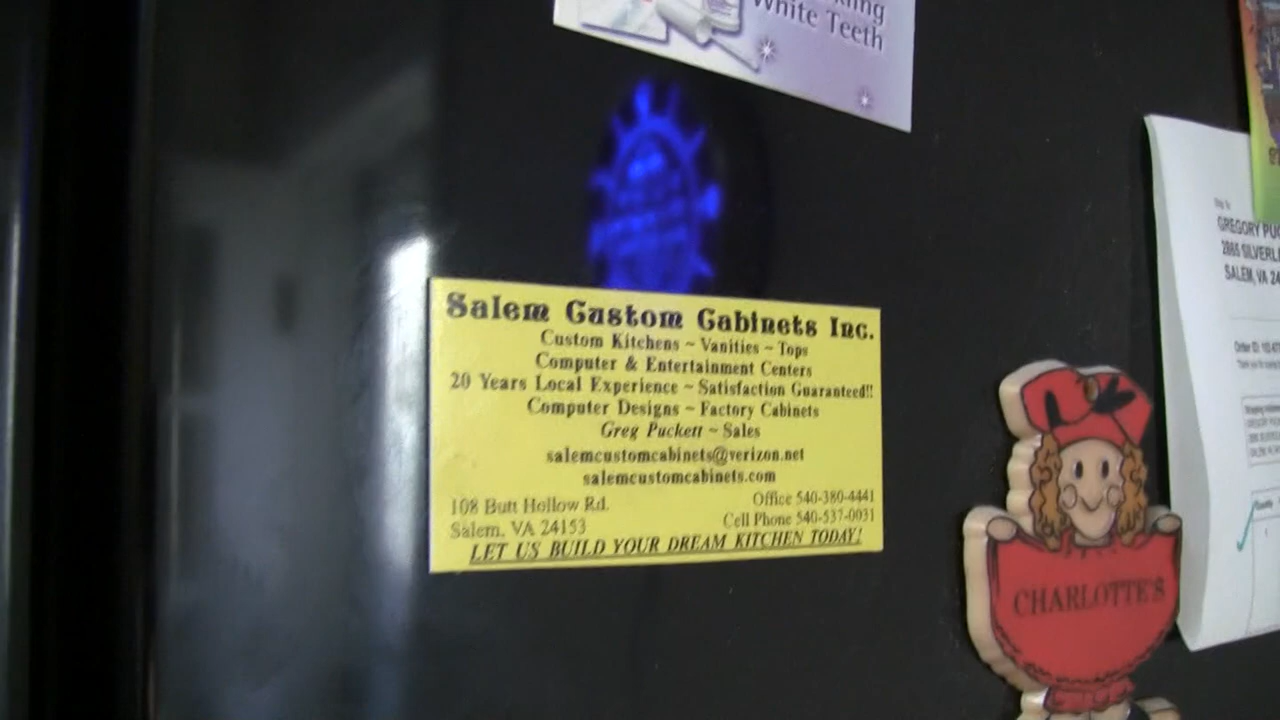 White Teeth
Salem Custom Cabinets Inc.
Custom Kitchens ~ Vanities ~ Tops
Computer & Entertainment Centers
20 Years Local Experience ~ Satisfaction Guaranteed!!
Computer Designs ~ Factory Cabinets
Greg Puckett ~ Sales
salemcustomcabinets@verizon.net
salemcustomcabinets.com
108 Butt Hollow Rd. Office 540-380-4441
Salem, VA 24153 Cell Phone 540-537-0031
LET US BUILD YOUR DREAM KITCHEN TODAY!
CHARLOTTE'S
GREGORY
SALEM, VA
Order ID: